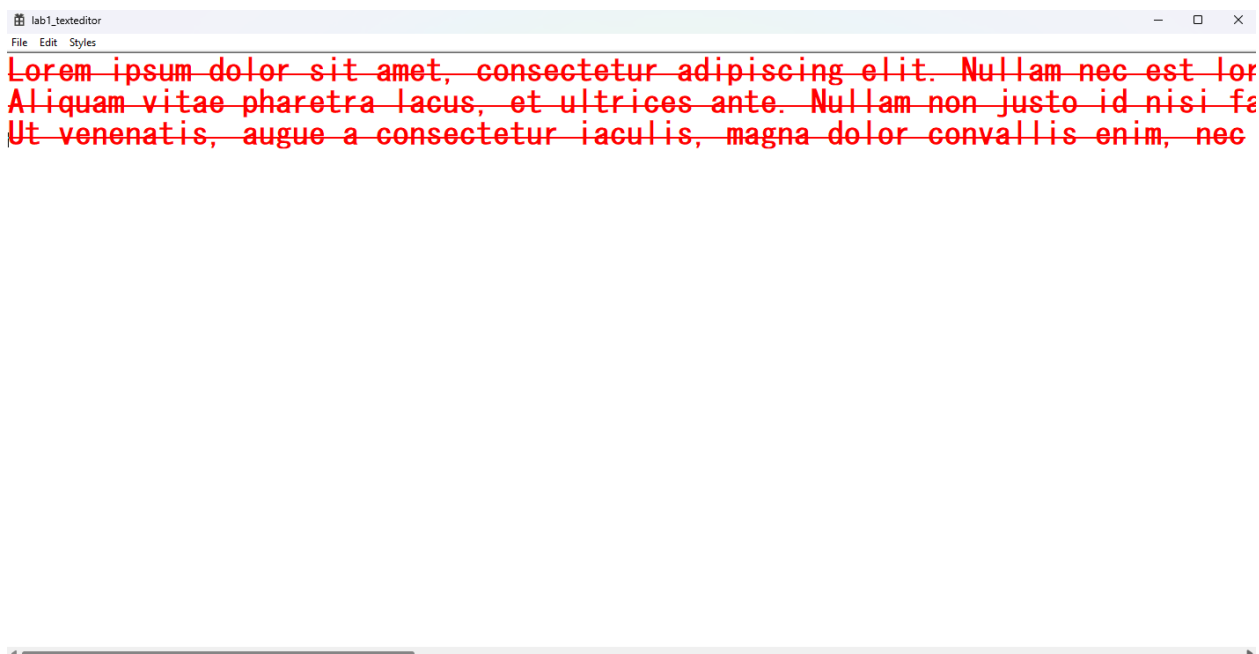 lab1_texteditor
File Edit Styles
Lorem ipsum dolor sit amet, consectetur adipiscing elit. Nullam nec est lor
Aliquam vitae pharetra lacus, et ultrices ante. Nullam non justo id nisi fa
Ut venenatis, augue a consectetur iaculis, magna dolor convallis enim, nec